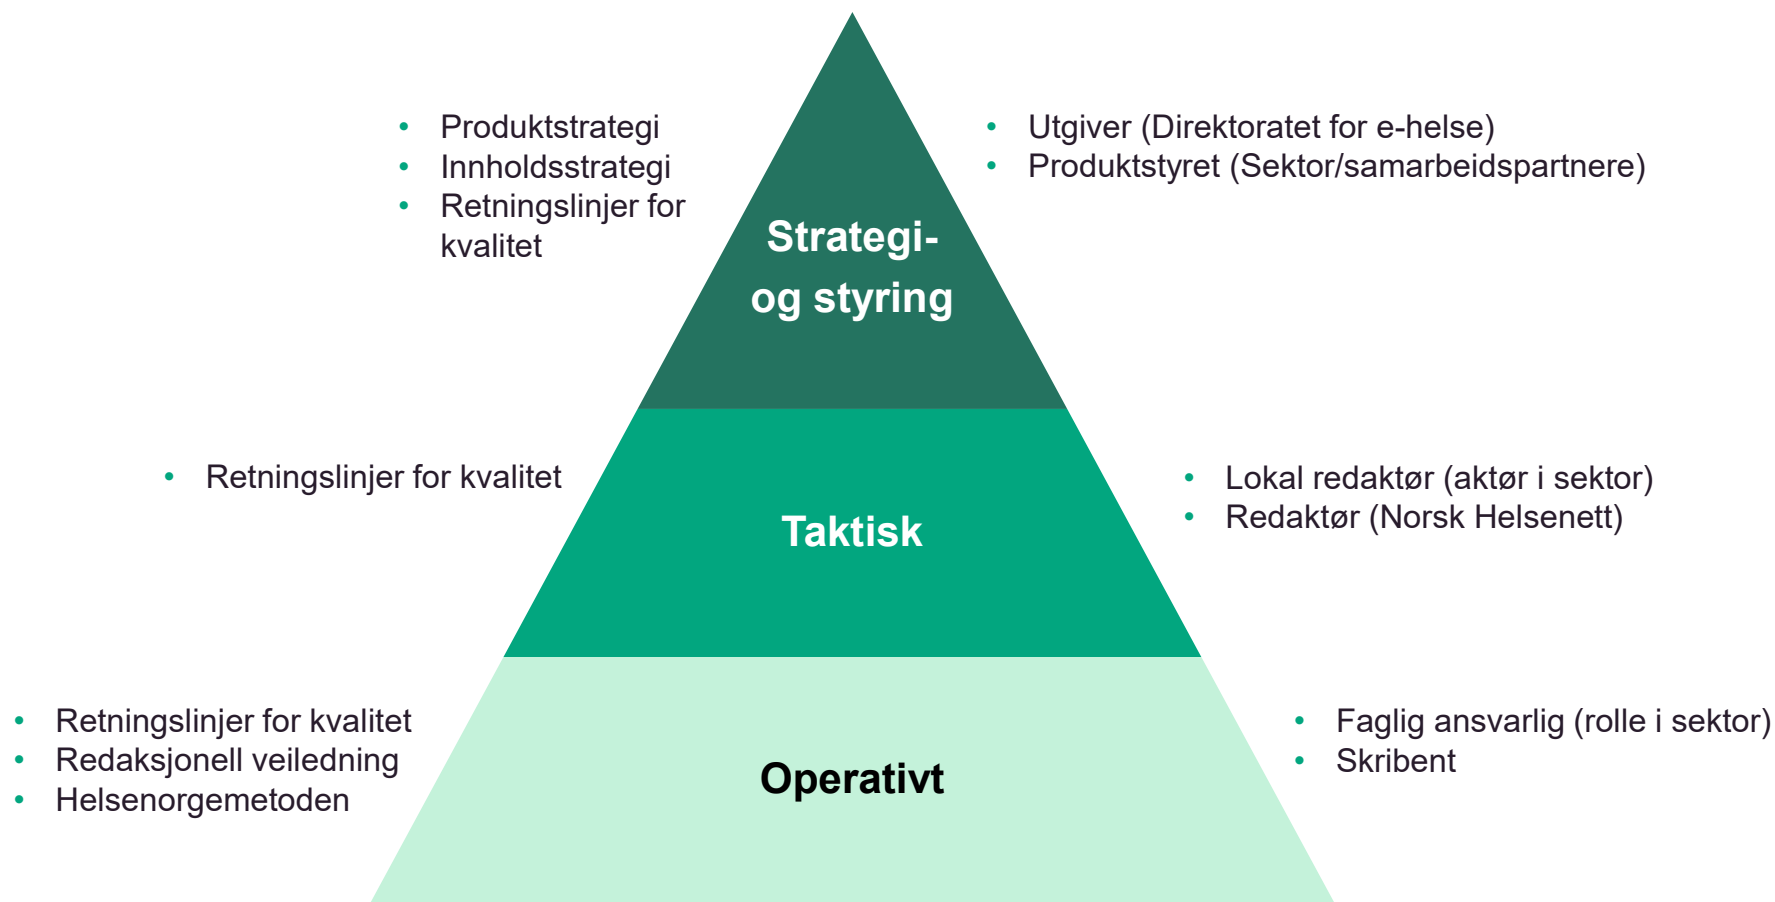 • Produktstrategi
• Innholdsstrategi
• Retningslinjer for
kvalitet
Strategi-
og styring
• Utgiver (Direktoratet for e-helse)
• Produktstyret (Sektor/samarbeidspartnere)
• Retningslinjer for kvalitet
Taktisk
• Lokal redaktør (aktør i sektor)
• Redaktør (Norsk Helsenett)
• Retningslinjer for kvalitet
• Redaksjonell veiledning
• Helsenorgemetoden
Operativt
• Faglig ansvarlig (rolle i sektor)
• Skribent